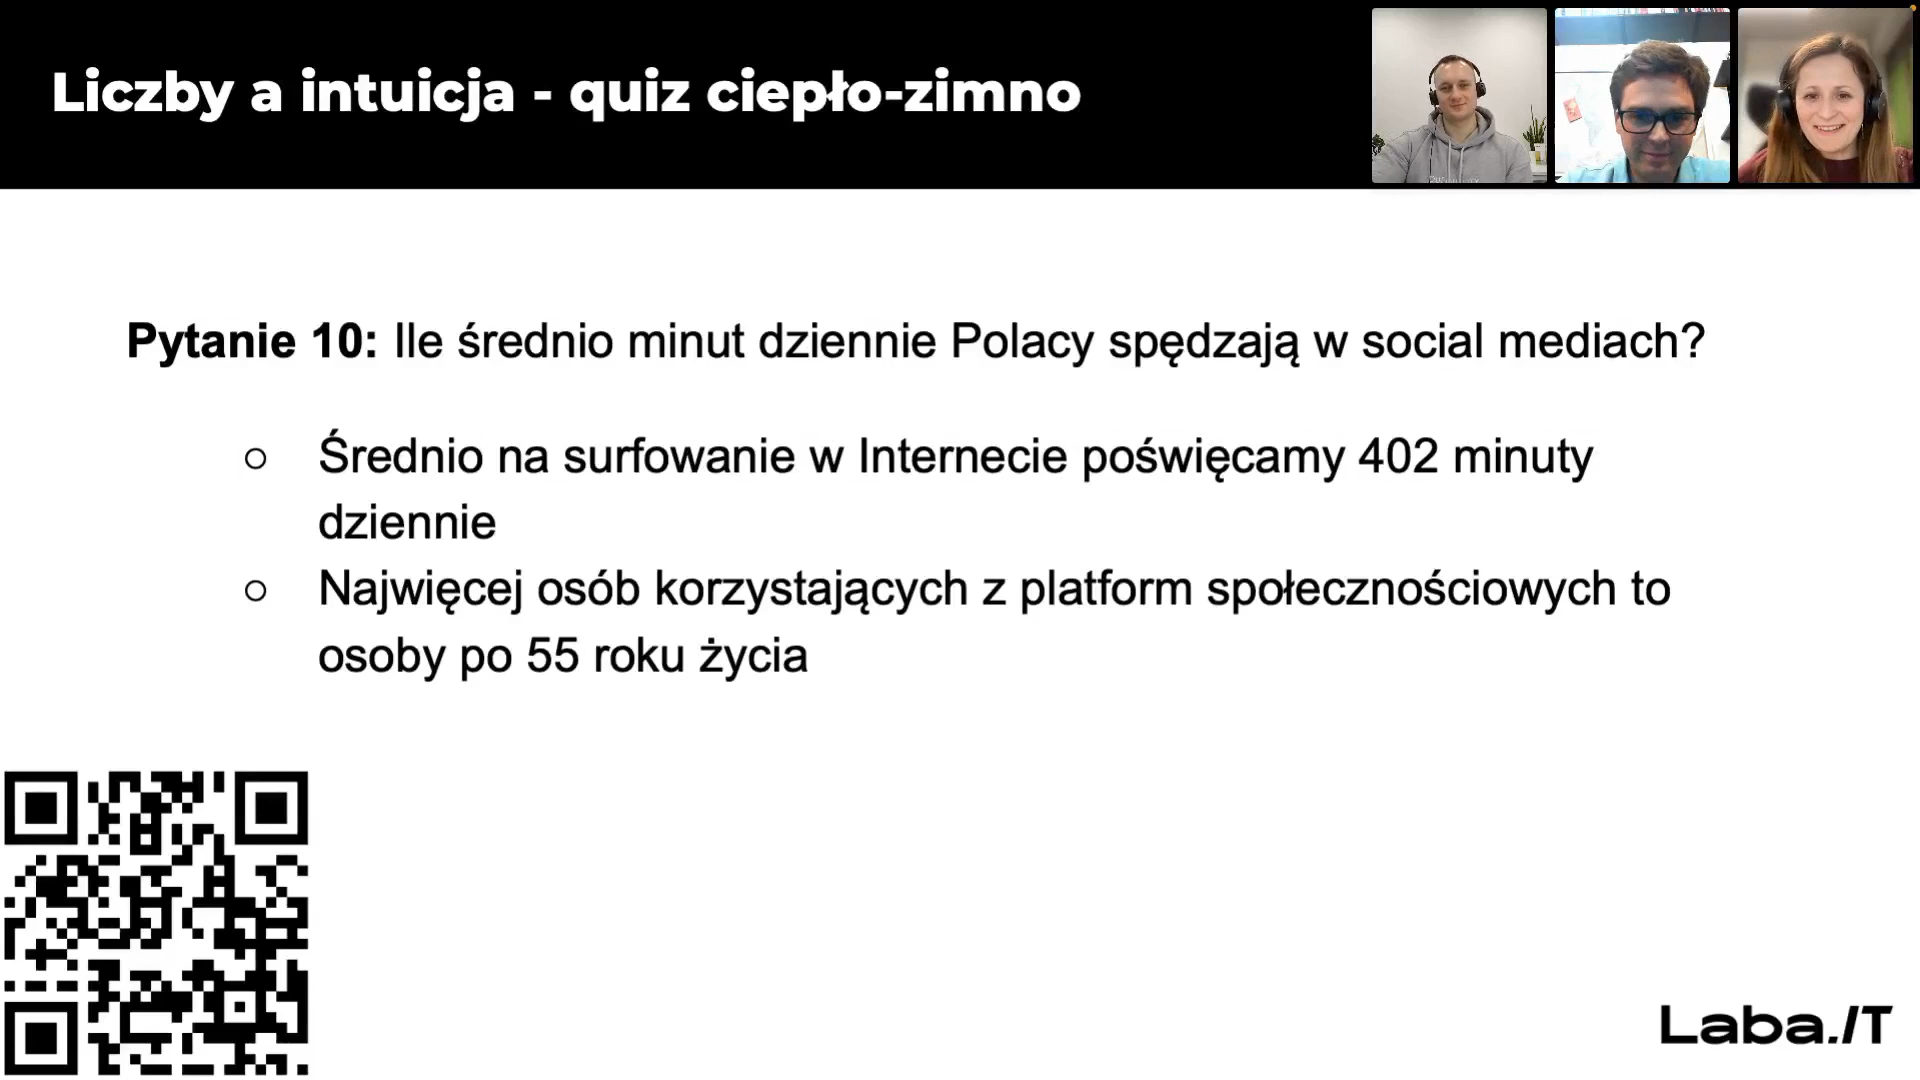 Liczby a intuicja - quiz ciepło-zimno
Pytanie 10: Ile średnio minut dziennie Polacy spędzają w social mediach?
○ Średnio na surfowanie w Internecie poświęcamy 402 minuty
dziennie
○ Najwięcej osób korzystających z platform społecznościowych to
osoby po 55 roku życia
Laba.IT